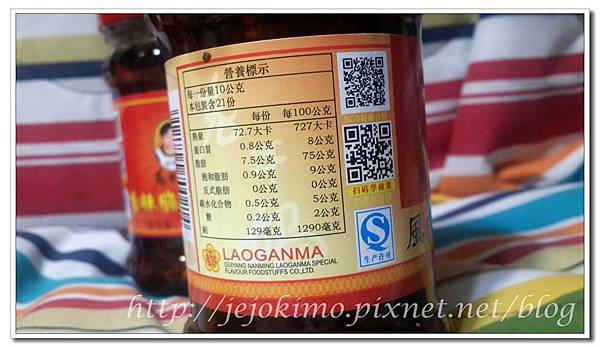 營養標示
每一份量10公克
本包裝含21份
每份 每100公克
熱量 72.7大卡 727大卡
蛋白質 0.8公克 8公克
脂肪 7.5公克 75公克
飽和脂肪 0.9公克 9公克
反式脂肪 0公克 0公克
碳水化合物 0.5公克 5公克
糖 0.2公克 2公克
鈉 129毫克 1290毫克
LAOGANMA
GUIYANG NANMING LAOGANMA SPECIAL
FLAVOUR FOODSTUFFS CO.,LTD.
扫码学做菜
生产许可
風
香辣
http://jejokimo.pixnet.net/blog